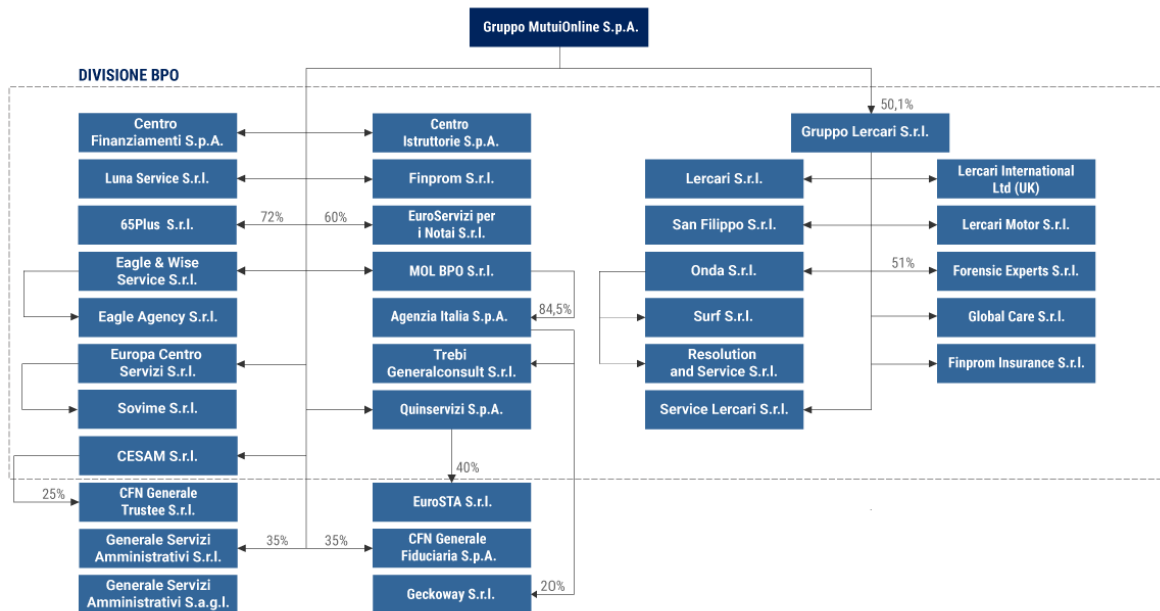 Gruppo MutuiOnline S.p.A.
DIVISIONE BPO
50,1%
Centro
Finanziamenti S.p.A.
Centro
Istruttorie S.p.A.
Gruppo Lercari S.r.l.
Luna Service S.r.l.
Finprom S.r.l.
Lercari S.r.l.
Lercari International
Ltd (UK)
65Plus S.r.l.
72%
60%
EuroServizi per
i Notai S.r.l.
San Filippo S.r.l.
Lercari Motor S.r.l.
Eagle & Wise
Service S.r.l.
MOL BPO S.r.l.
Onda S.r.l.
51%
Forensic Experts S.r.l.
Eagle Agency S.r.l.
Agenzia Italia S.p.A.
84,5%
Surf S.r.l.
Global Care S.r.l.
Europa Centro
Servizi S.r.l.
Trebi
Generalconsult S.r.l.
Resolution
and Service S.r.l.
Finprom Insurance S.r.l.
Sovime S.r.l.
Quinservizi S.p.A.
Service Lercari S.r.l.
CESAM S.r.l.
40%
25%
CFN Generale
Trustee S.r.l.
EuroSTA S.r.l.
Generale Servizi
Amministrativi S.r.l.
35%
35%
CFN Generale
Fiduciaria S.p.A.
Generale Servizi
Amministrativi S.a.g.l.
Geckoway S.r.l.
20%